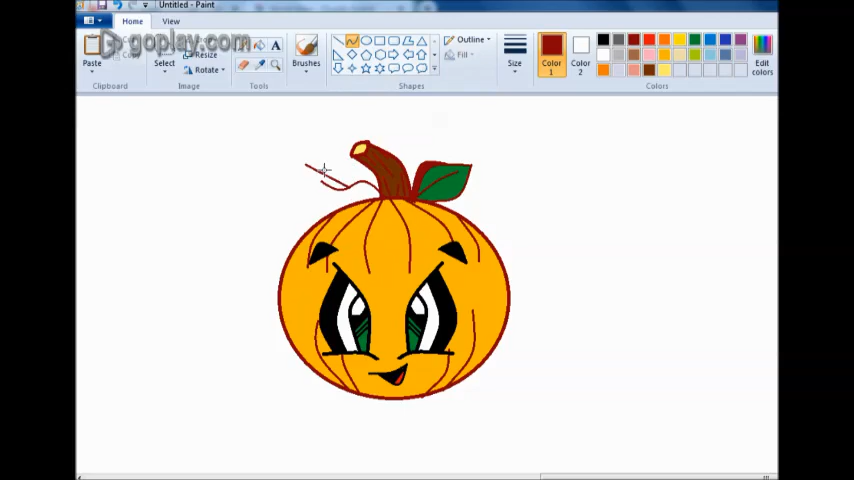 Untitled - Paint
Home View
goplay.com
Paste
Select
Resize
Rotate
Brushes
Outline
Fill
Size
Color 1
Color 2
Edit colors
Clipboard
Image
Tools
Shapes
Colors